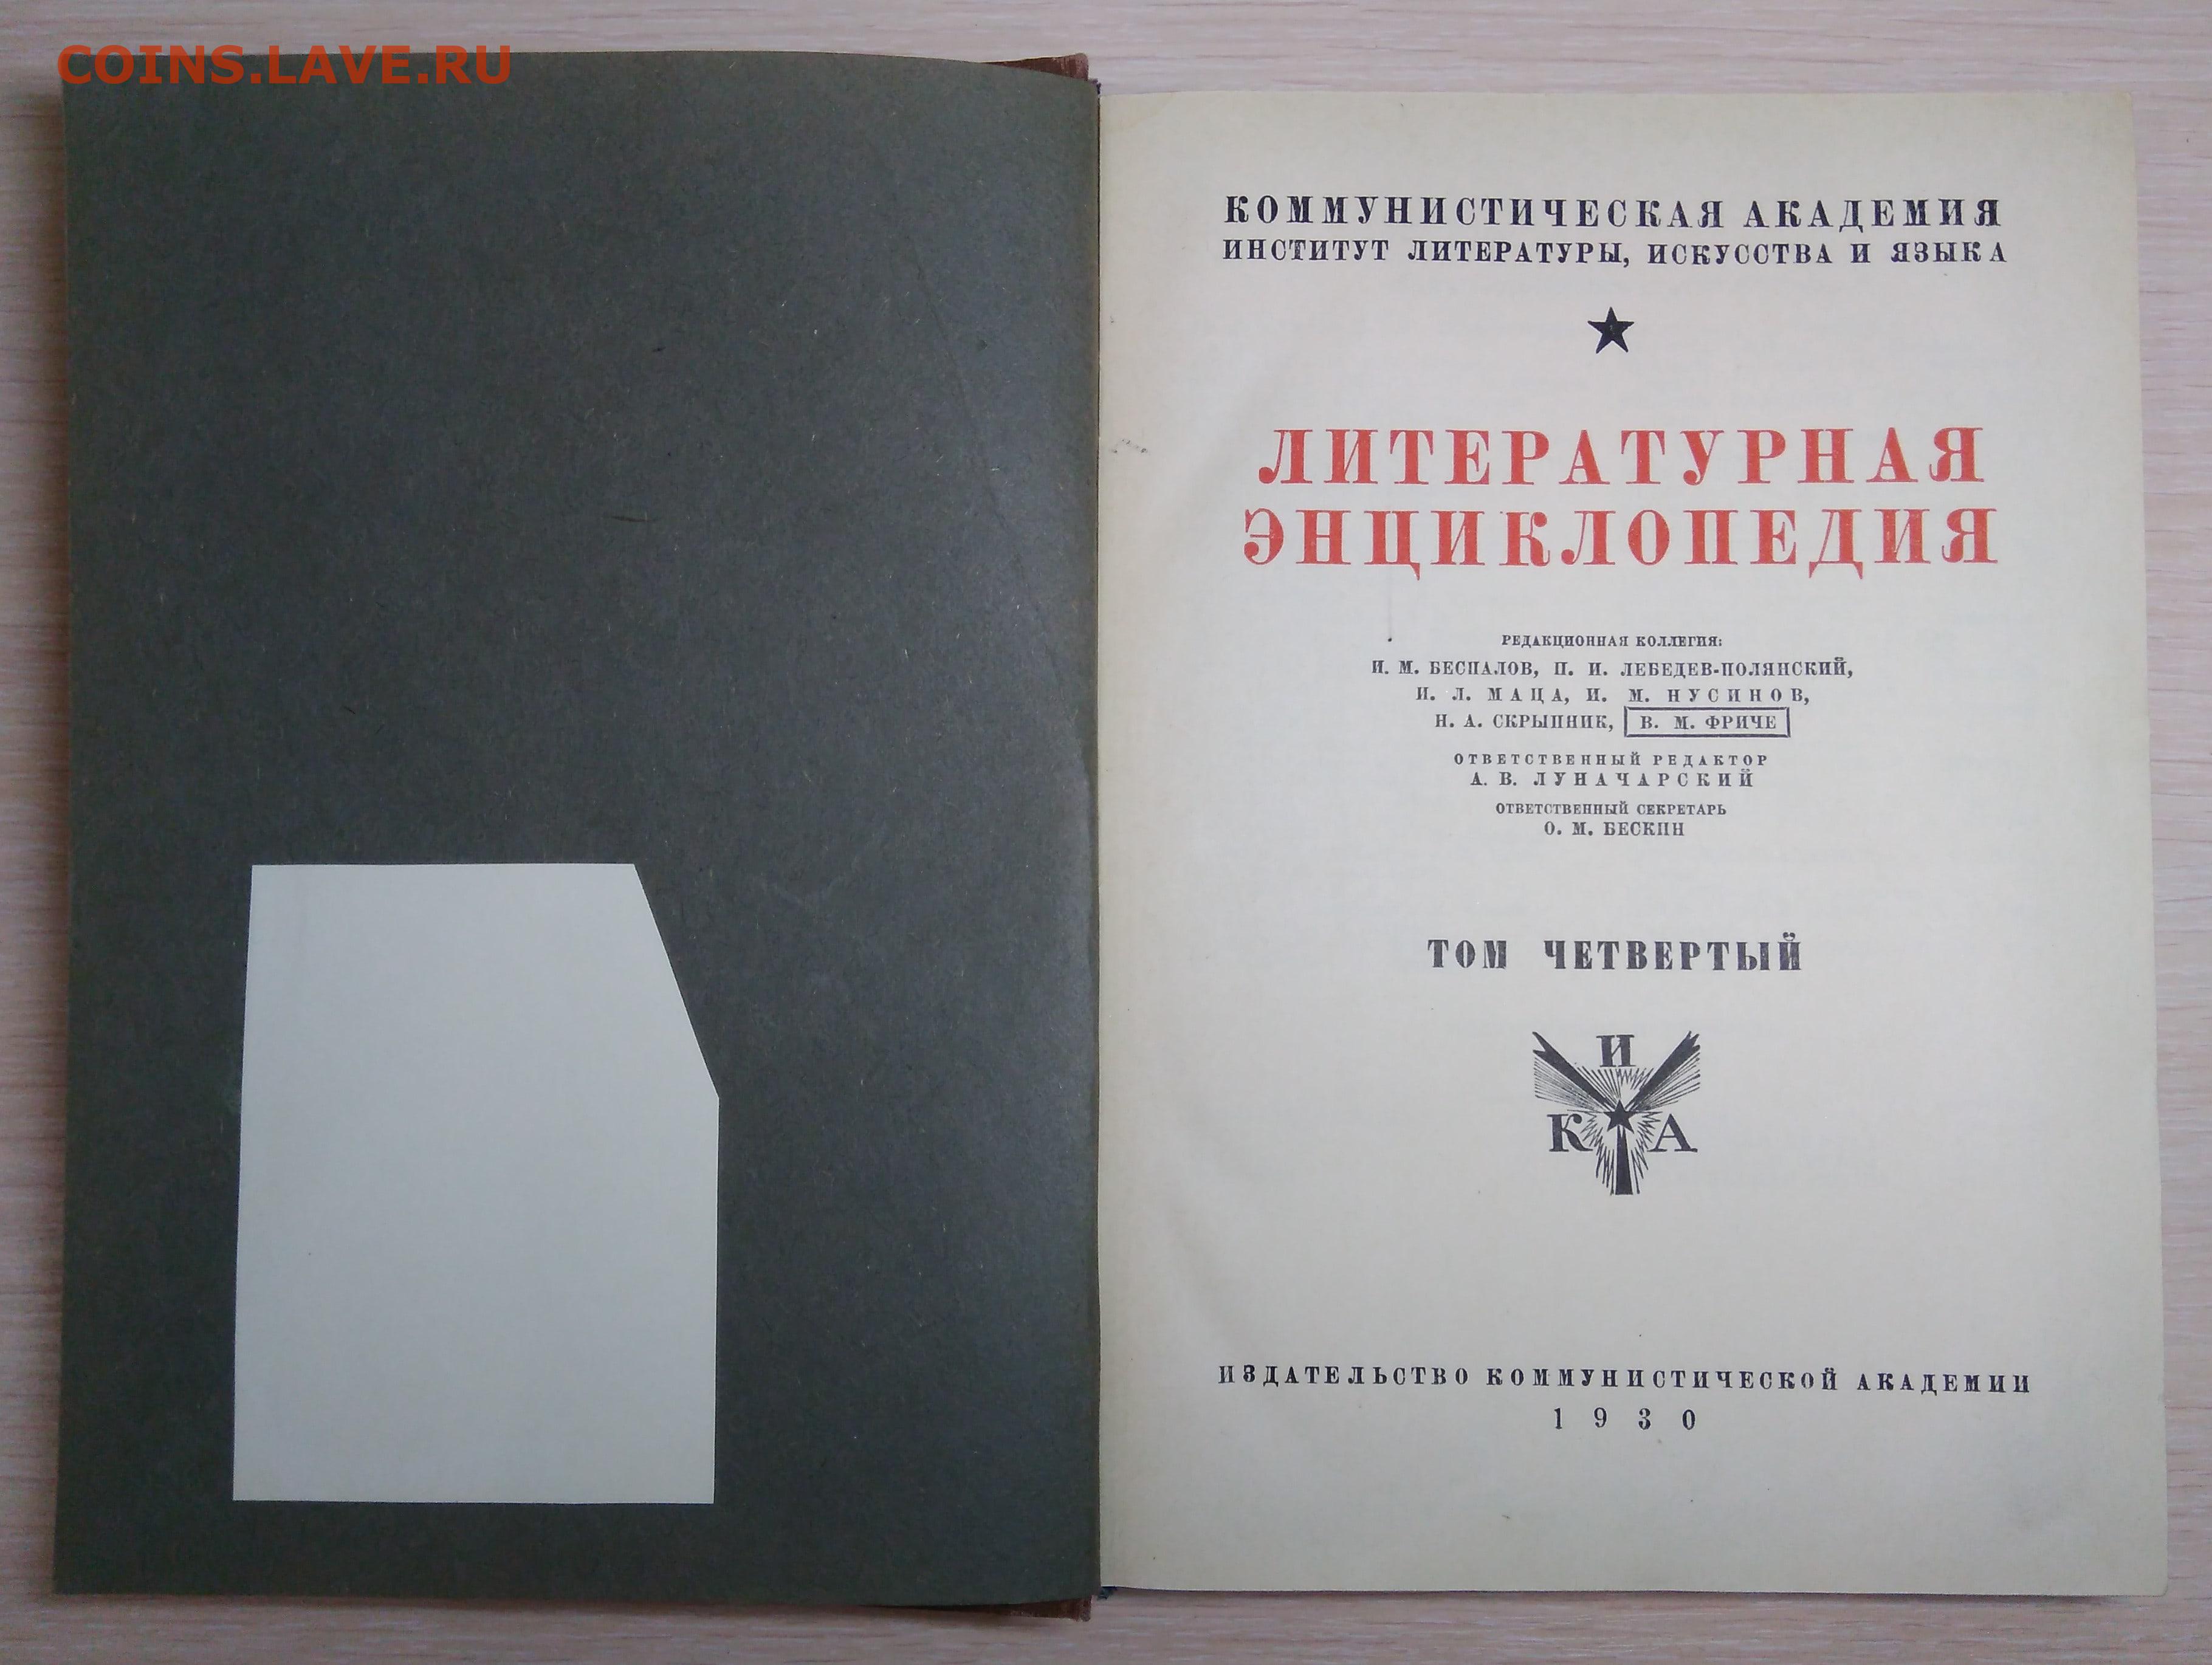 COINS.LAVE.RU
КОММУНИСТИЧЕСКАЯ АКАДЕМИЯ
ИНСТИТУТ ЛИТЕРАТУРЫ, ИСКУССТВА И ЯЗЫКА
ЛИТЕРАТУРНАЯ
ЭНЦИКЛОПЕДИЯ
РЕДАКЦИОННАЯ КОЛЛЕГИЯ:
И. М. БЕСПАЛОВ, П. И. ЛЕБЕДЕВ-ПОЛЯНСКИЙ,
И. Л. МАЦА, И. М. НУСИНОВ,
Н. А. СКРЫПНИК, В. М. ФРИЧЕ
ОТВЕТСТВЕННЫЙ РЕДАКТОР
А. В. ЛУНАЧАРСКИЙ
ОТВЕТСТВЕННЫЙ СЕКРЕТАРЬ
О. М. БЕСКИН
ТОМ ЧЕТВЕРТЫЙ
И
К А
ИЗДАТЕЛЬСТВО КОММУНИСТИЧЕСКОЙ АКАДЕМИИ
1930